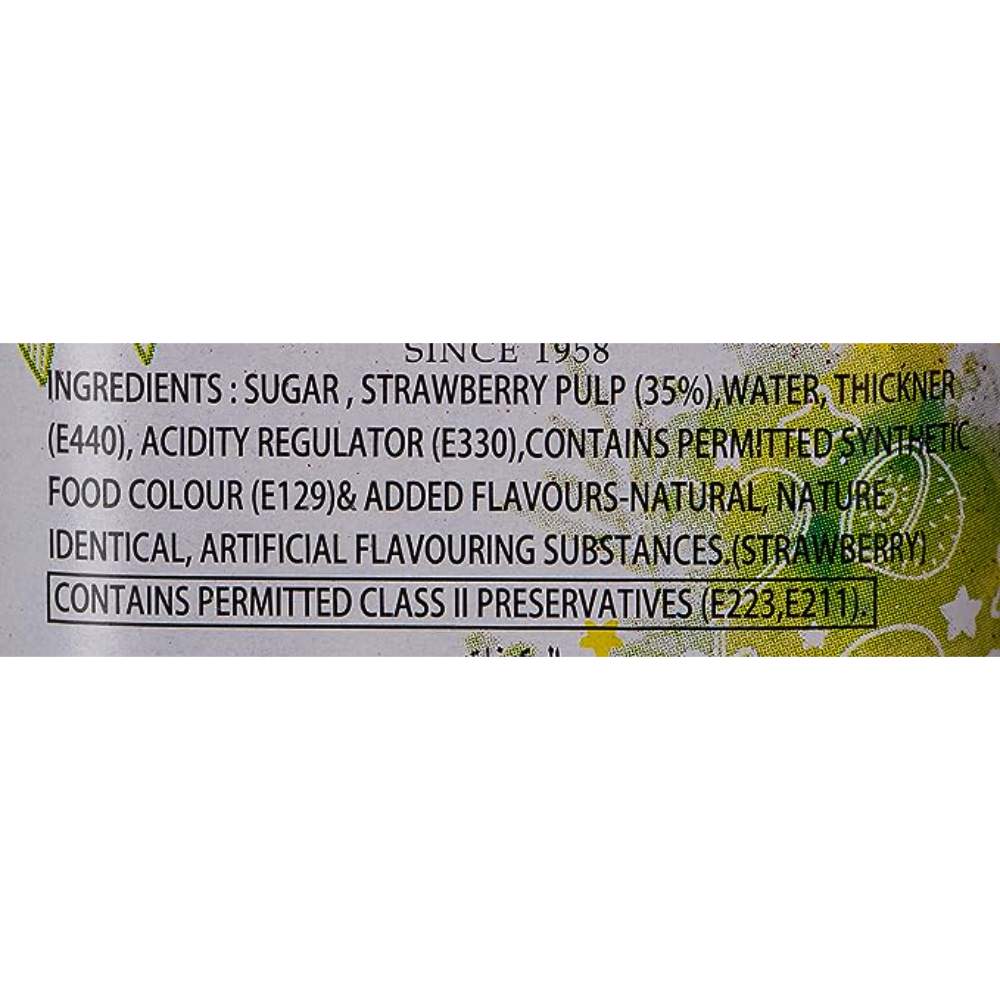 SINCE 1958
INGREDIENTS : SUGAR , STRAWBERRY PULP (35%),WATER, THICKNER
(E440), ACIDITY REGULATOR (E330),CONTAINS PERMITTED SYNTHETIC
FOOD COLOUR (E129)& ADDED FLAVOURS-NATURAL, NATURE
IDENTICAL, ARTIFICIAL FLAVOURING SUBSTANCES.(STRAWBERRY)
CONTAINS PERMITTED CLASS II PRESERVATIVES (E223,E211).